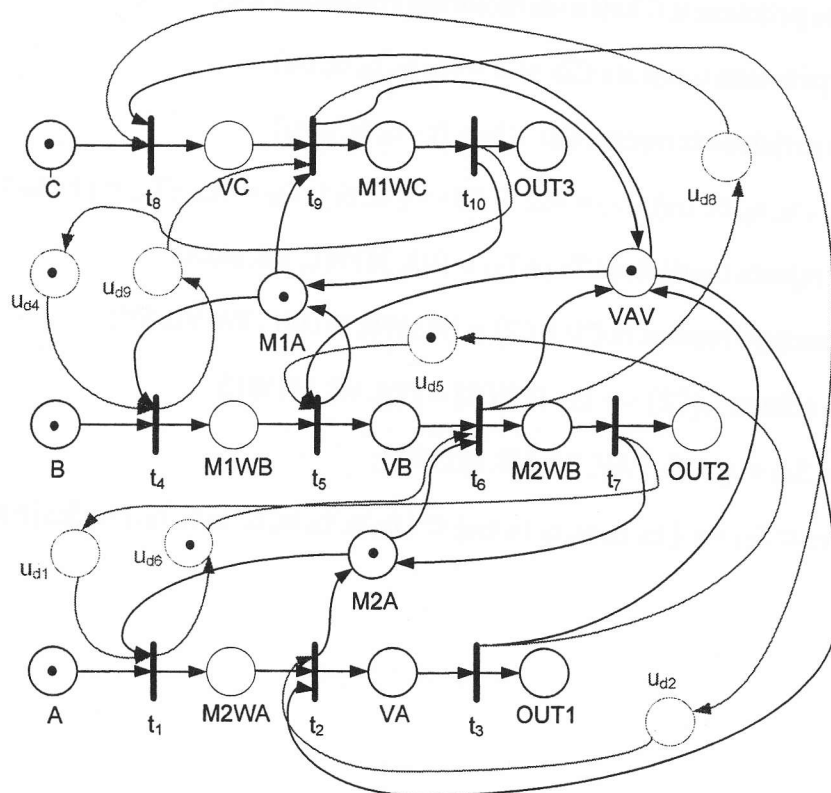 C
t8
VC
t9
M1WC
t10
OUT3
ud8
ud4
ud9
M1A
VAV
ud5
B
t4
M1WB
t5
VB
t6
M2WB
t7
OUT2
ud1
ud6
M2A
A
t1
M2WA
t2
VA
t3
OUT1
ud2